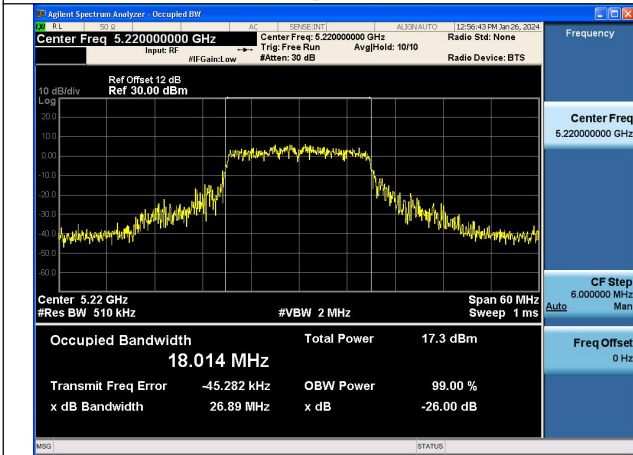 Agilent Spectrum Analyzer - Occupied BW
R L 50 Ω AC SENSE:INT ALIGN AUTO 12:56:43 PM Jan 26, 2024
Center Freq 5.220000000 GHz
Center Freq: 5.220000000 GHz Radio Std: None
Input: RF Trig: Free Run Avg|Hold: 10/10
#IFGain:Low #Atten: 30 dB Radio Device: BTS
Ref Offset 12 dB
10 dB/div Ref 30.00 dBm
Log
20.0
10.0
0.00
-10.0
-20.0
-30.0
-40.0
-50.0
-60.0
Center 5.22 GHz Span 60 MHz
#Res BW 510 kHz #VBW 2 MHz Sweep 1 ms
Occupied Bandwidth Total Power 17.3 dBm
18.014 MHz
Transmit Freq Error -45.282 kHz OBW Power 99.00 %
x dB Bandwidth 26.89 MHz x dB -26.00 dB
MSG STATUS
Frequency
Center Freq
5.220000000 GHz
CF Step
6.000000 MHz
Auto Man
Freq Offset
0 Hz